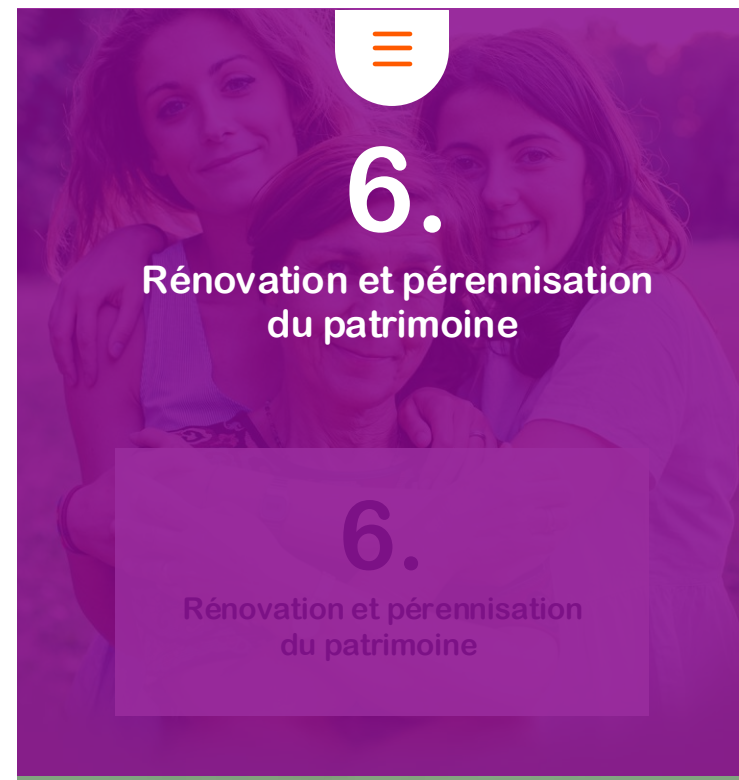 6.
Rénovation et pérennisation
du patrimoine
6.
Rénovation et pérennisation
du patrimoine